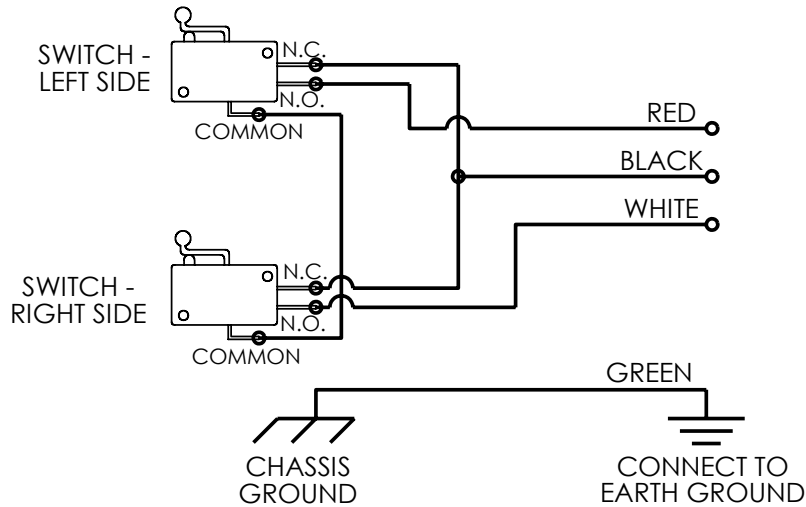 SWITCH -
LEFT SIDE
N.C.
N.O.
COMMON
RED
BLACK
WHITE
SWITCH -
RIGHT SIDE
N.C.
N.O.
COMMON
GREEN
CHASSIS
GROUND
CONNECT TO
EARTH GROUND